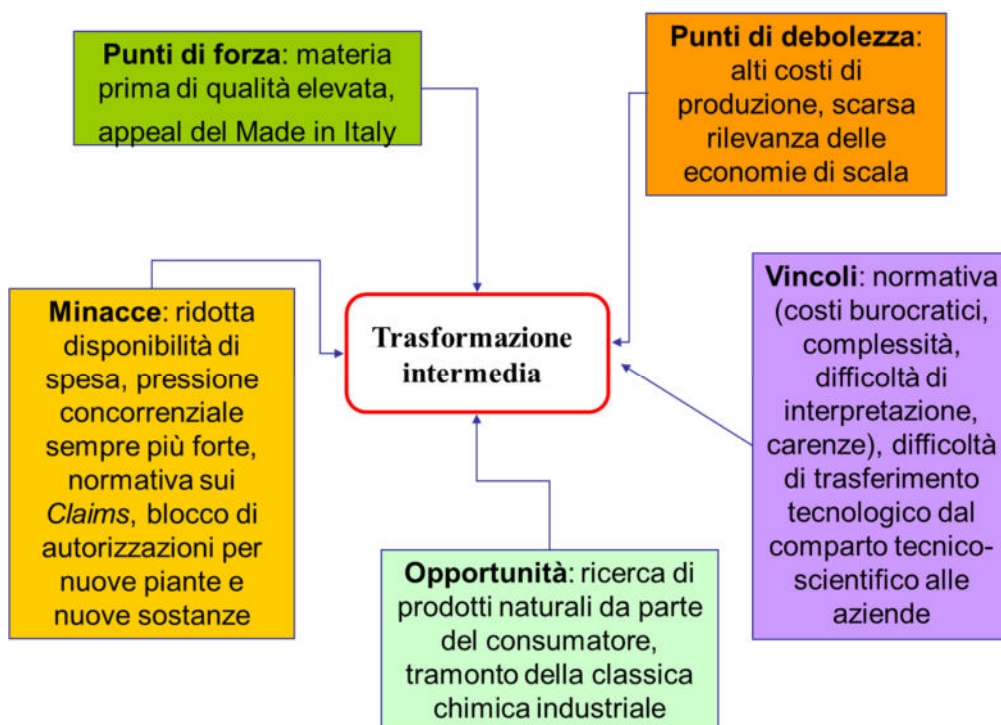 Punti di forza: materia
prima di qualità elevata,
appeal del Made in Italy
Punti di debolezza:
alti costi di
produzione, scarsa
rilevanza delle
economie di scala
Minacce: ridotta
disponibilità di
spesa, pressione
concorrenziale
sempre più forte,
normativa sui
Claims, blocco di
autorizzazioni per
nuove piante e
nuove sostanze
Trasformazione
intermedia
Vincoli: normativa
(costi burocratici,
complessità,
difficoltà di
interpretazione,
carenze), difficoltà
di trasferimento
tecnologico dal
comparto tecnico-
scientifico alle
aziende
Opportunità: ricerca di
prodotti naturali da parte
del consumatore,
tramonto della classica
chimica industriale